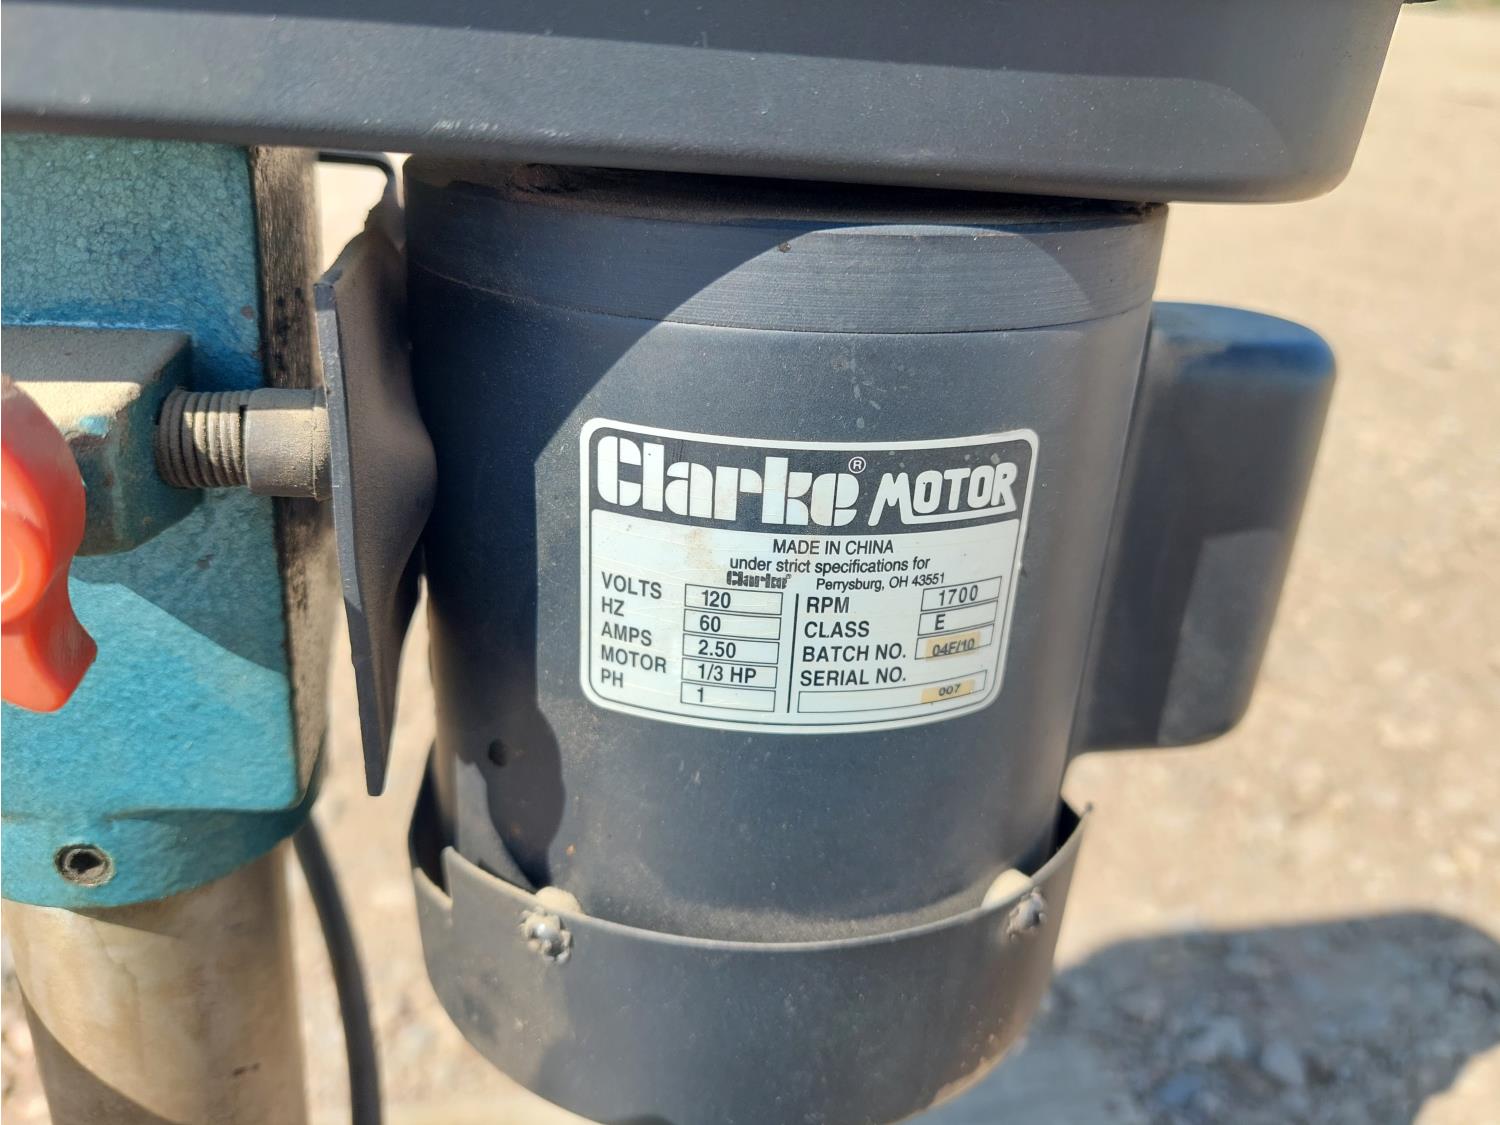 Clarke® MOTOR
MADE IN CHINA
under strict specifications for
Clarke® Perrysburg, OH 43551
VOLTS 120
HZ 60
AMPS 2.50
MOTOR 1/3 HP
PH 1
RPM 1700
CLASS E
BATCH NO. 04F/10
SERIAL NO.
007